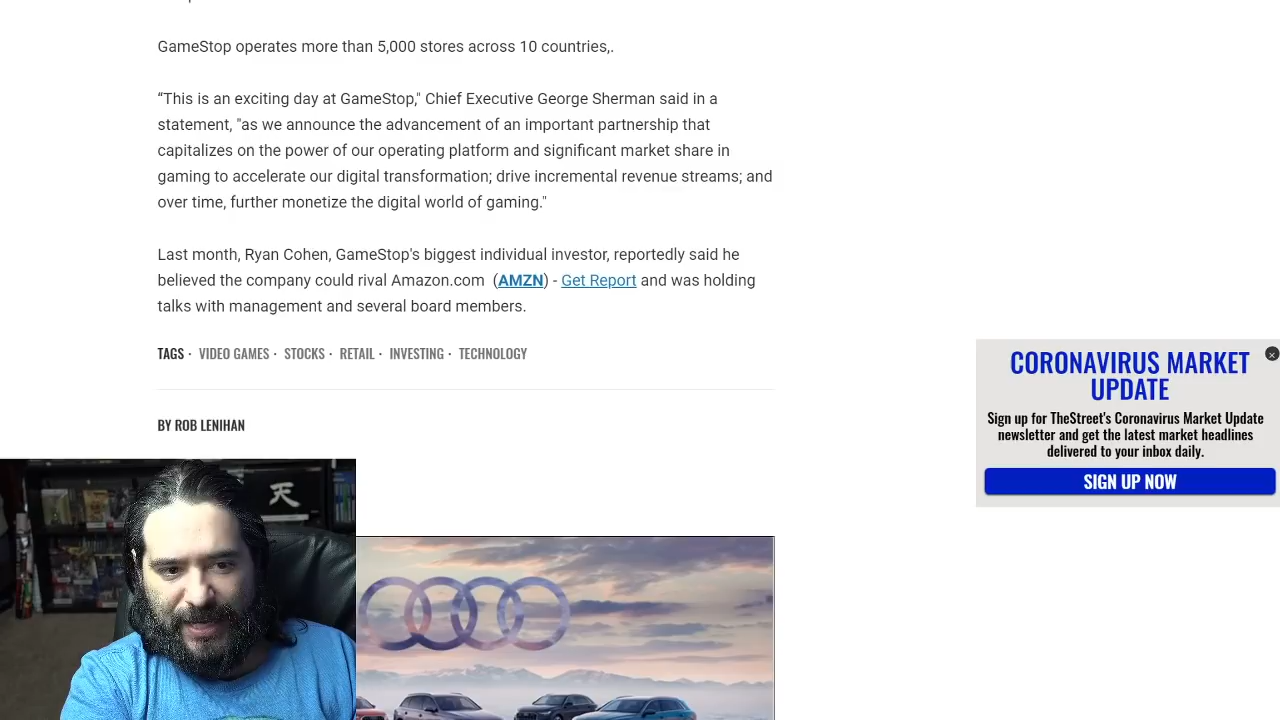 GameStop operates more than 5,000 stores across 10 countries,.
“This is an exciting day at GameStop," Chief Executive George Sherman said in a
statement, "as we announce the advancement of an important partnership that
capitalizes on the power of our operating platform and significant market share in
gaming to accelerate our digital transformation; drive incremental revenue streams; and
over time, further monetize the digital world of gaming."
Last month, Ryan Cohen, GameStop's biggest individual investor, reportedly said he
believed the company could rival Amazon.com (AMZN) - Get Report and was holding
talks with management and several board members.
TAGS · VIDEO GAMES · STOCKS · RETAIL · INVESTING · TECHNOLOGY
BY ROB LENIHAN
CORONAVIRUS MARKET
UPDATE
Sign up for TheStreet's Coronavirus Market Update
newsletter and get the latest market headlines
delivered to your inbox daily.
SIGN UP NOW
天